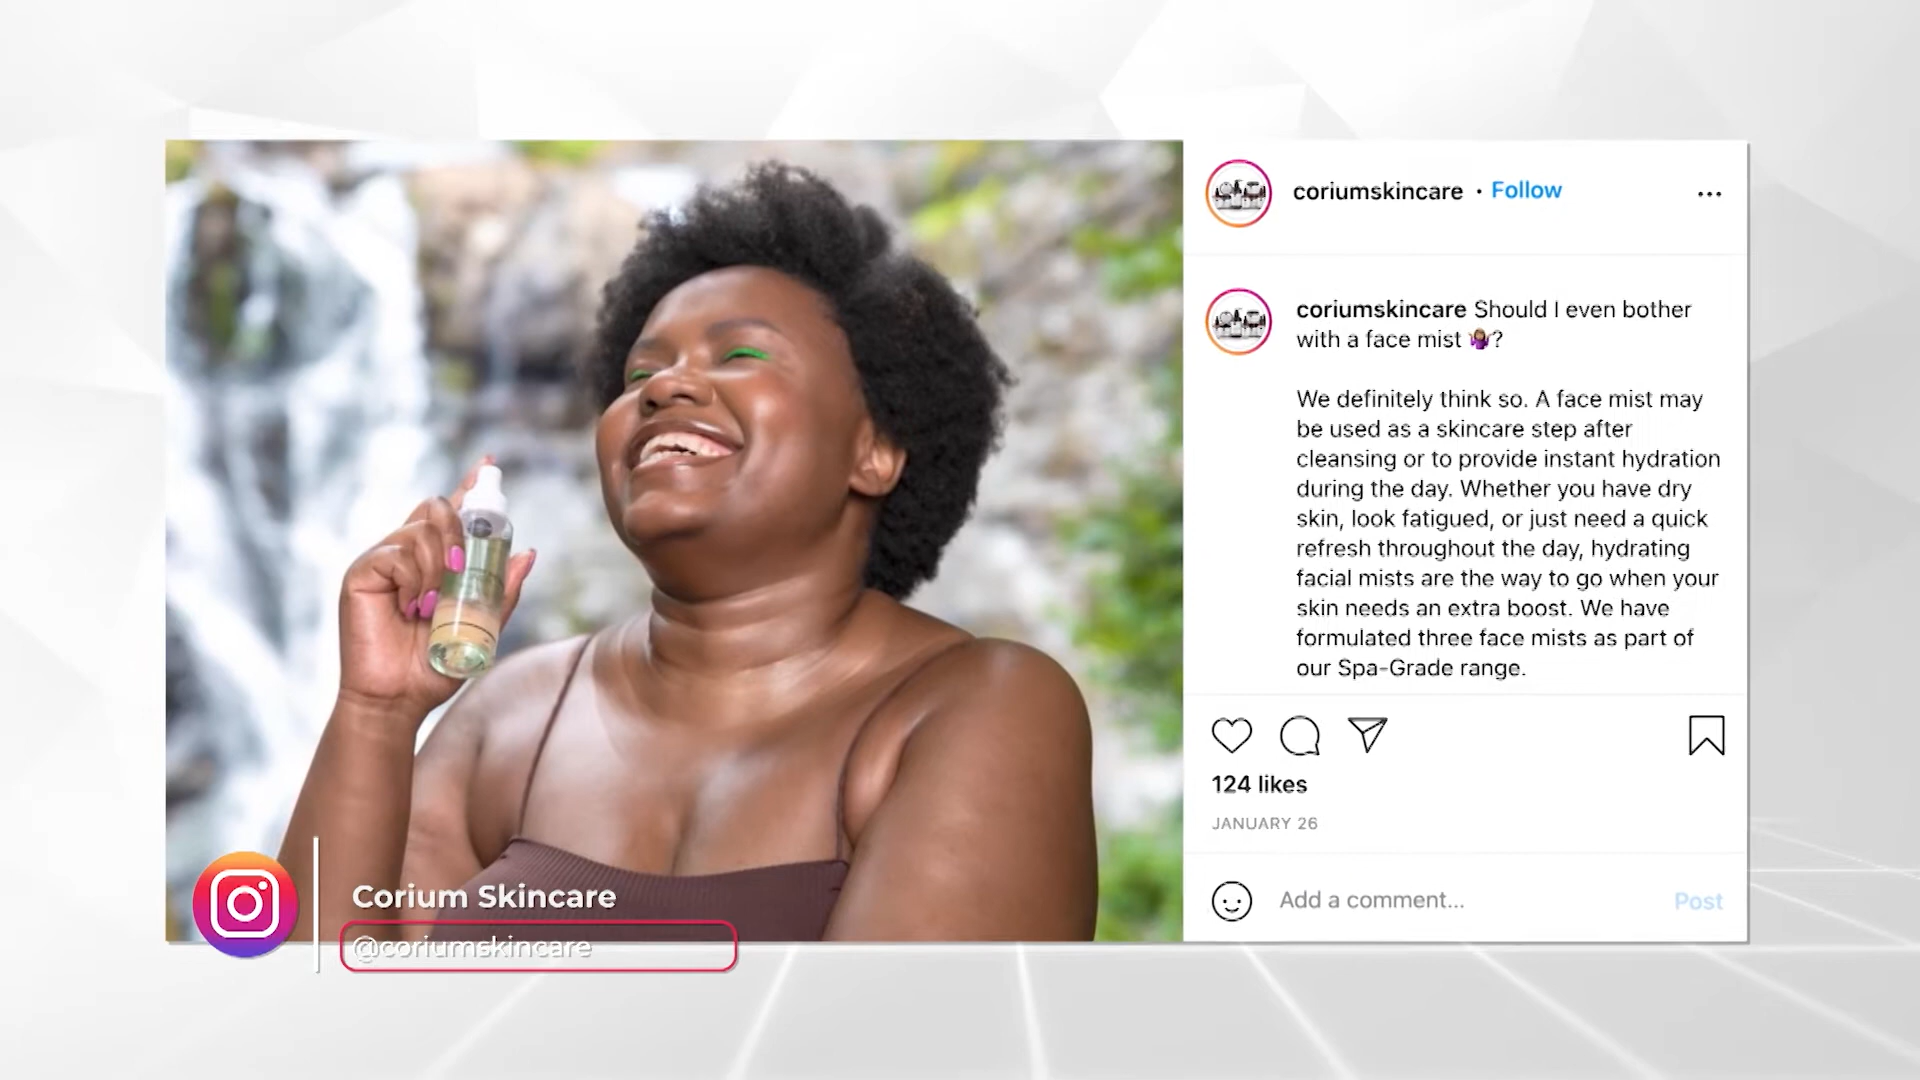 coriumskincare • Follow
coriumskincare Should I even bother
with a face mist 🤷🏽‍♀️?
We definitely think so. A face mist may
be used as a skincare step after
cleansing or to provide instant hydration
during the day. Whether you have dry
skin, look fatigued, or just need a quick
refresh throughout the day, hydrating
facial mists are the way to go when your
skin needs an extra boost. We have
formulated three face mists as part of
our Spa-Grade range.
124 likes
JANUARY 26
Add a comment... Post
Corium Skincare
@coriumskincare